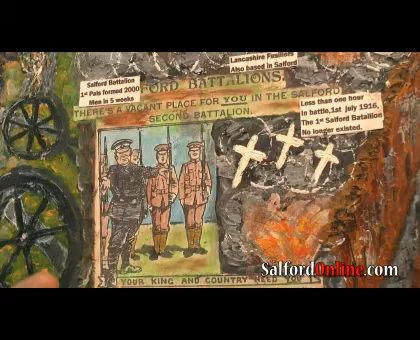 Salford Battalion
1st Pals formed 2000
Men in 5 weeks
Lancashire Fusiliers
Also based in Salford
FORD BATTALIONS.
THERE'S A VACANT PLACE FOR YOU IN THE SALFORD
SECOND BATTALION.
Less than one hour
In battle,1st july 1916,
The 1st Salford Batallion
No longer existed.
YOUR KING AND COUNTRY NEED YOU
SalfordOnline.com